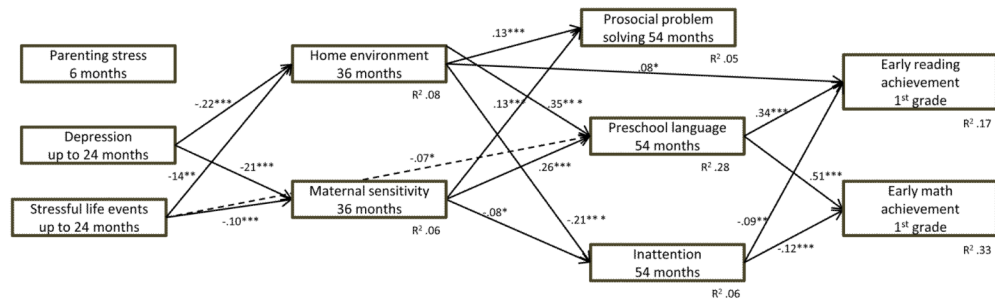 Parenting stress
6 months
Depression
up to 24 months
Stressful life events
up to 24 months
-.22***
-21***
-14**
-.10***
-.07*
Home environment
36 months
R² .08
Maternal sensitivity
36 months
R² .06
.13***
.08*
.13***
.35***
.26***
-.08*
-.21***
Prosocial problem
solving 54 months
R² .05
Preschool language
54 months
R² .28
Inattention
54 months
R² .06
.34***
.51***
-.09**
-.12***
Early reading
achievement
1st grade
R² .17
Early math
achievement
1st grade
R² .33